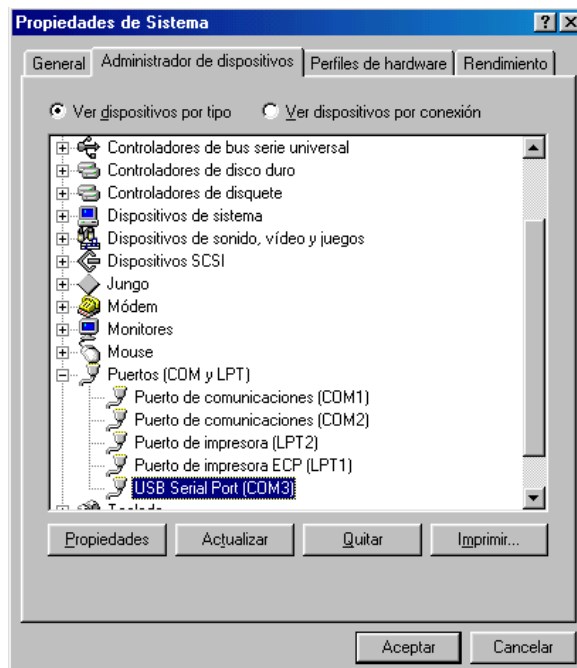 Propiedades de Sistema
General Administrador de dispositivos Perfiles de hardware Rendimiento
Ver dispositivos por tipo Ver dispositivos por conexión
Controladores de bus serie universal
Controladores de disco duro
Controladores de disquete
Dispositivos de sistema
Dispositivos de sonido, vídeo y juegos
Dispositivos SCSI
Jungo
Módem
Monitores
Mouse
Puertos (COM y LPT)
Puerto de comunicaciones (COM1)
Puerto de comunicaciones (COM2)
Puerto de impresora (LPT2)
Puerto de impresora ECP (LPT1)
USB Serial Port (COM3)
Propiedades Actualizar Quitar Imprimir...
Aceptar Cancelar